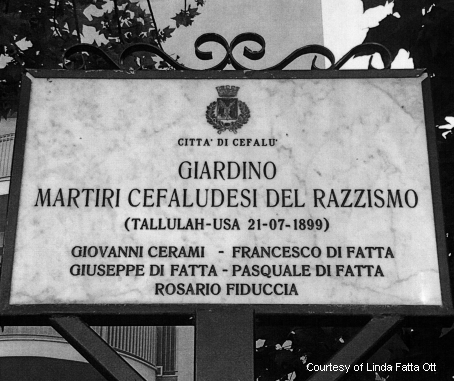 CITTA' DI CEFALU'
GIARDINO
MARTIRI CEFALUDESI DEL RAZZISMO
(TALLULAH-USA 21-07-1899)
GIOVANNI CERAMI - FRANCESCO DI FATTA
GIUSEPPE DI FATTA - PASQUALE DI FATTA
ROSARIO FIDUCCIA
Courtesy of Linda Fatta Ott